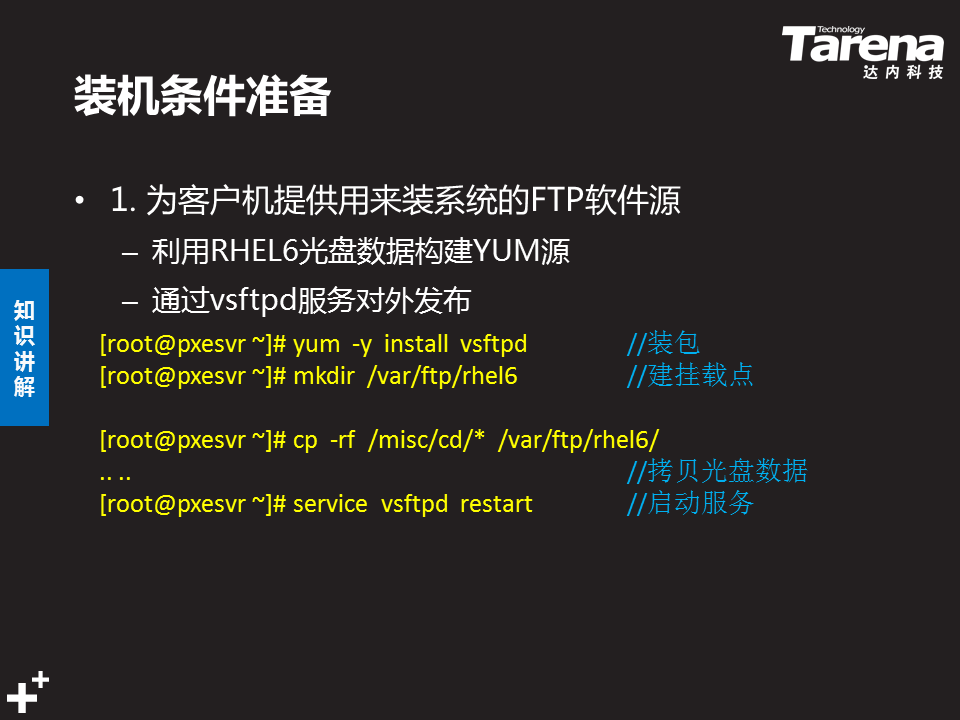 Technology
Tarena
达内科技
装机条件准备
• 1. 为客户机提供用来装系统的FTP软件源
– 利用RHEL6光盘数据构建YUM源
– 通过vsftpd服务对外发布
知识讲解
[root@pxesvr ~]# yum -y install vsftpd //装包
[root@pxesvr ~]# mkdir /var/ftp/rhel6 //建挂载点
[root@pxesvr ~]# cp -rf /misc/cd/* /var/ftp/rhel6/
.. .. //拷贝光盘数据
[root@pxesvr ~]# service vsftpd restart //启动服务